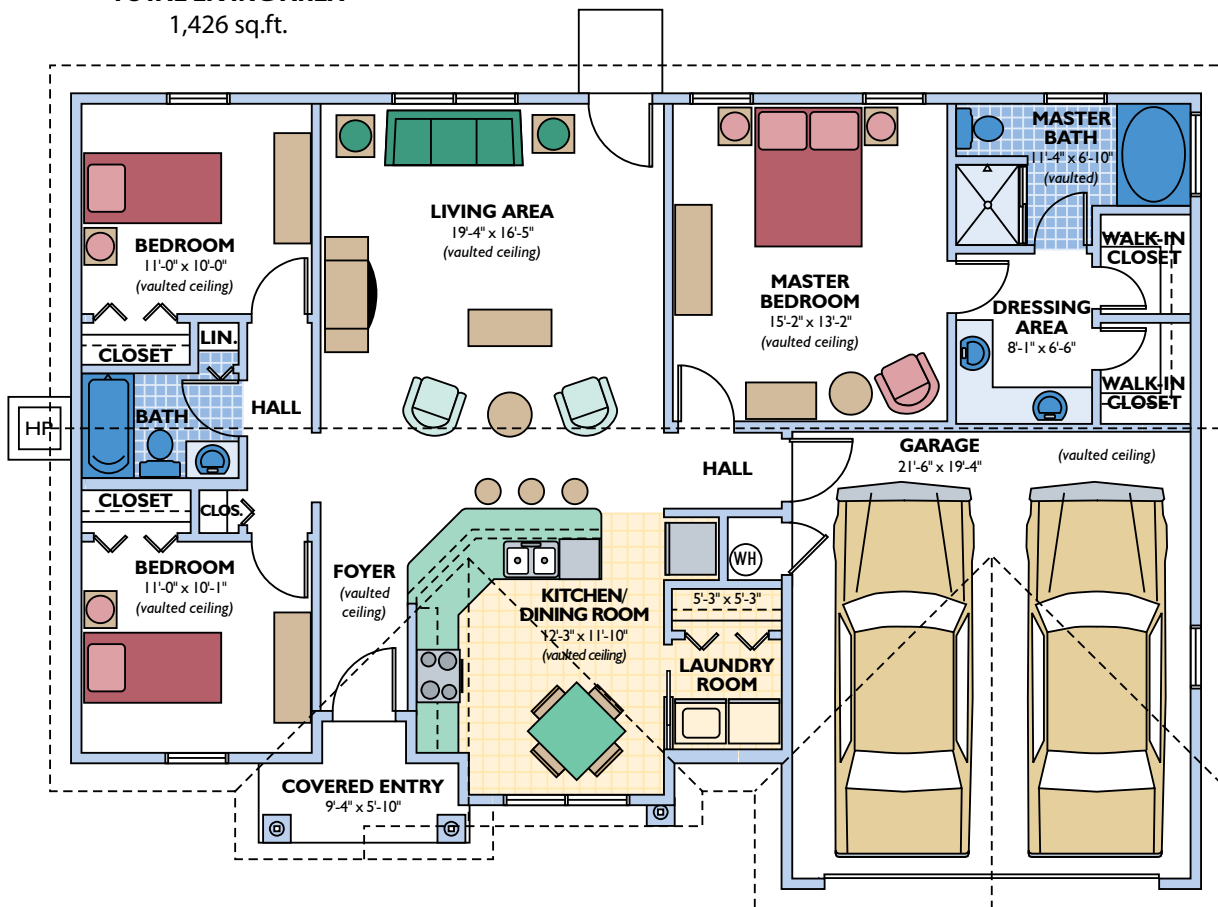 TOTAL LIVING AREA
1,426 sq.ft.
MASTER
BATH
11'-4" x 6'-10"
(vaulted)
LIVING AREA
19'-4" x 16'-5"
(vaulted ceiling)
BEDROOM
11'-0" x 10'-0"
(vaulted ceiling)
WALK-IN
CLOSET
MASTER
BEDROOM
15'-2" x 13'-2"
(vaulted ceiling)
DRESSING
AREA
8'-1" x 6'-6"
LIN.
CLOSET
WALK-IN
CLOSET
BATH
HALL
HP
GARAGE
21'-6" x 19'-4"
(vaulted ceiling)
HALL
CLOSET
CLOS.
WH
BEDROOM
11'-0" x 10'-1"
(vaulted ceiling)
FOYER
(vaulted
ceiling)
KITCHEN/
DINING ROOM
12'-3" x 11'-10"
(vaulted ceiling)
5'-3" x 5'-3"
LAUNDRY
ROOM
COVERED ENTRY
9'-4" x 5'-10"